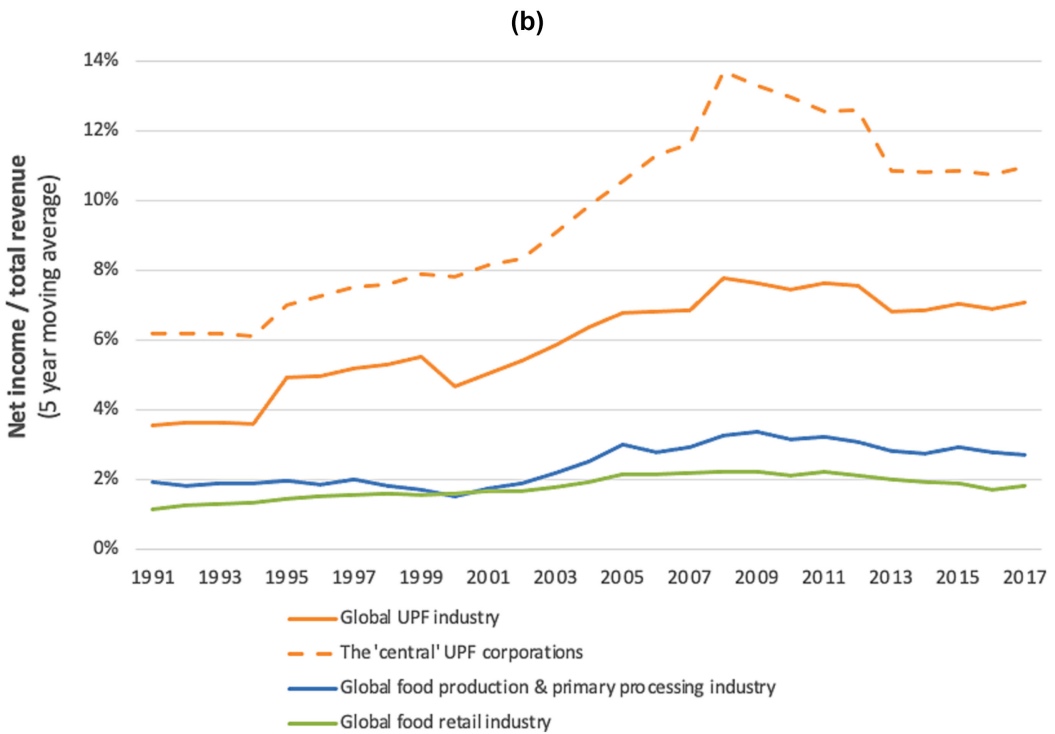 (b)
Net income / total revenue
(5 year moving average)
14%
12%
10%
8%
6%
4%
2%
0%
1991 1993 1995 1997 1999 2001 2003 2005 2007 2009 2011 2013 2015 2017
Global UPF industry
The 'central' UPF corporations
Global food production & primary processing industry
Global food retail industry